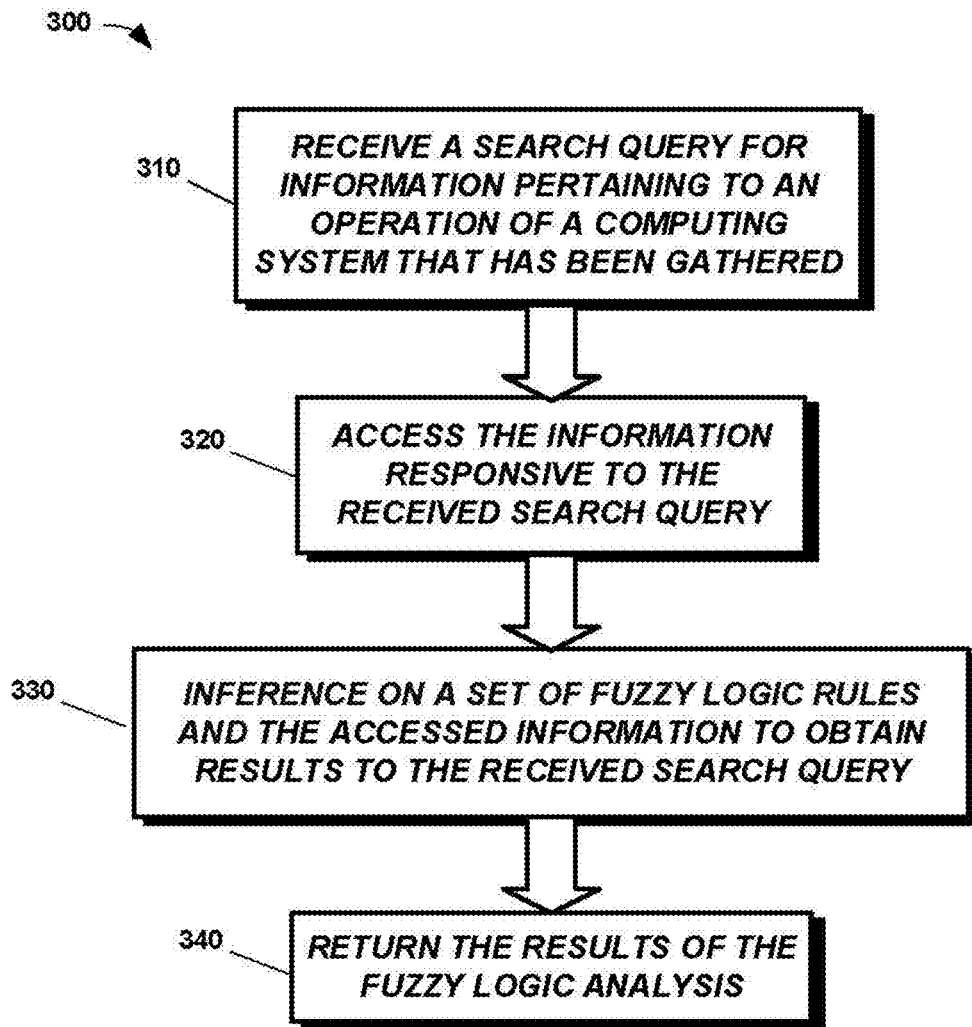 300
310
RECEIVE A SEARCH QUERY FOR
INFORMATION PERTAINING TO AN
OPERATION OF A COMPUTING
SYSTEM THAT HAS BEEN GATHERED
320
ACCESS THE INFORMATION
RESPONSIVE TO THE
RECEIVED SEARCH QUERY
330
INFERENCE ON A SET OF FUZZY LOGIC RULES
AND THE ACCESSED INFORMATION TO OBTAIN
RESULTS TO THE RECEIVED SEARCH QUERY
340
RETURN THE RESULTS OF THE
FUZZY LOGIC ANALYSIS